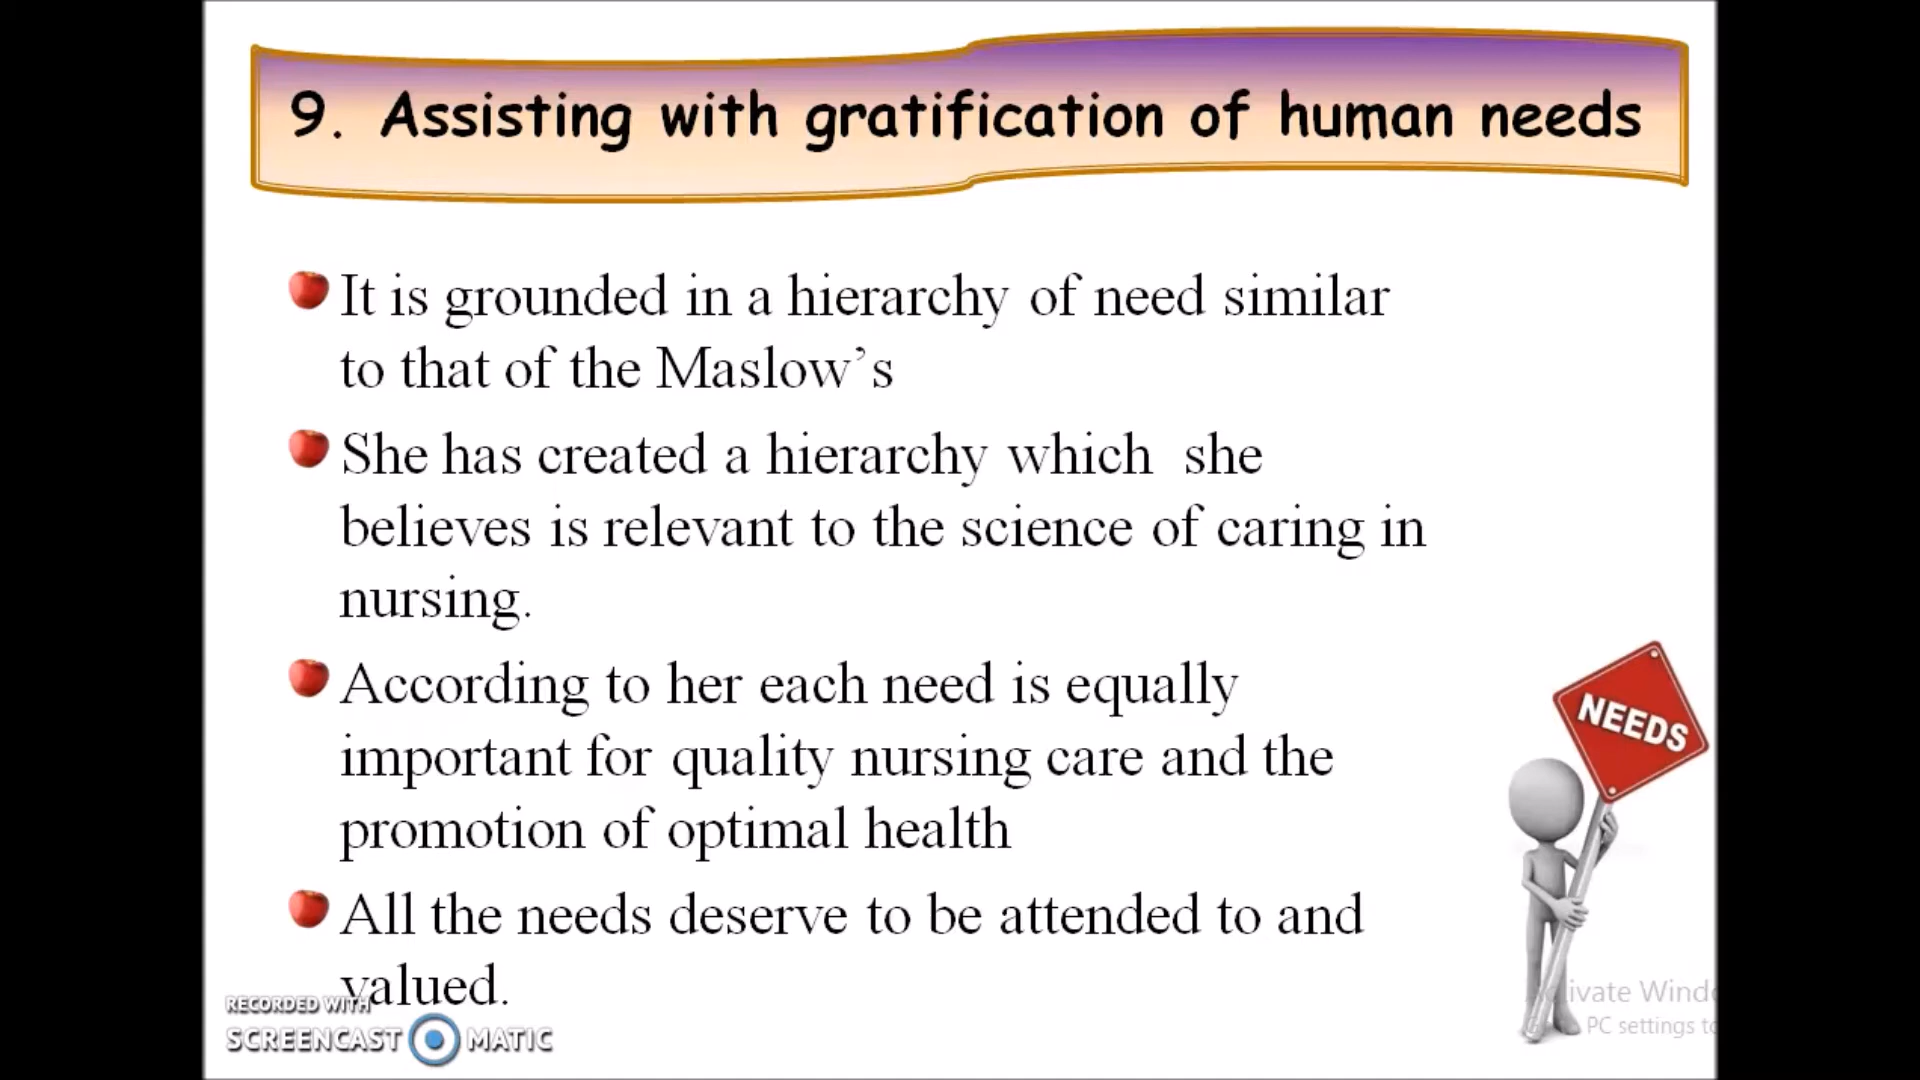 9. Assisting with gratification of human needs
It is grounded in a hierarchy of need similar
to that of the Maslow’s
She has created a hierarchy which she
believes is relevant to the science of caring in
nursing.
According to her each need is equally
important for quality nursing care and the
promotion of optimal health
All the needs deserve to be attended to and
valued.
NEEDS
RECORDED WITH
SCREENCAST MATIC
PC settings